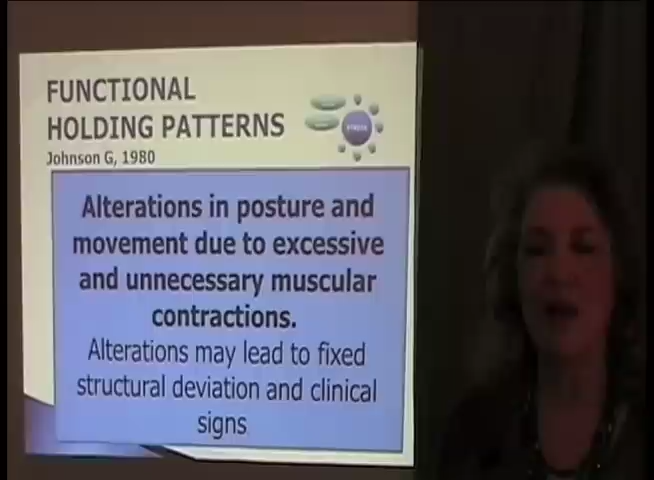 FUNCTIONAL
HOLDING PATTERNS
Johnson G, 1980
Alterations in posture and
movement due to excessive
and unnecessary muscular
contractions.
Alterations may lead to fixed
structural deviation and clinical
signs